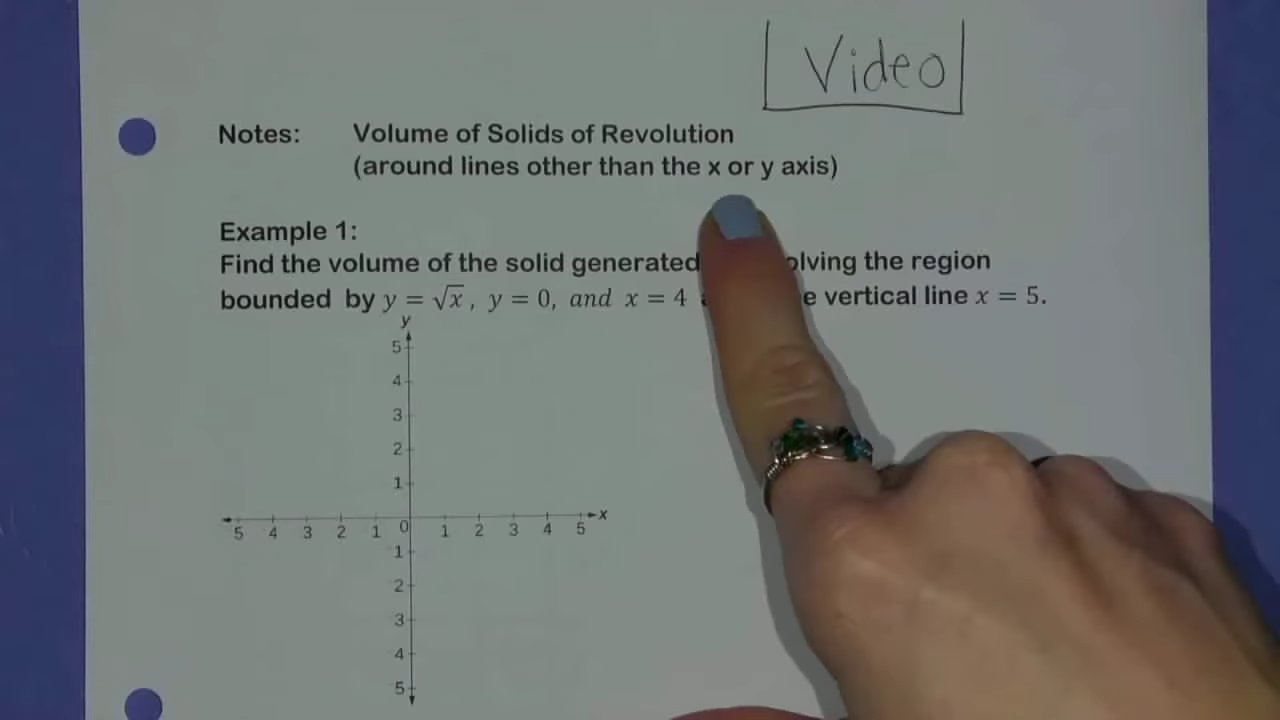 Video
Notes: Volume of Solids of Revolution
(around lines other than the x or y axis)
Example 1:
Find the volume of the solid generated olving the region
bounded by y = √x, y = 0, and x = 4 e vertical line x = 5.
y
5
4
3
2
1
5 4 3 2 1 0 1 2 3 4 5 x
1
2
3
4
5